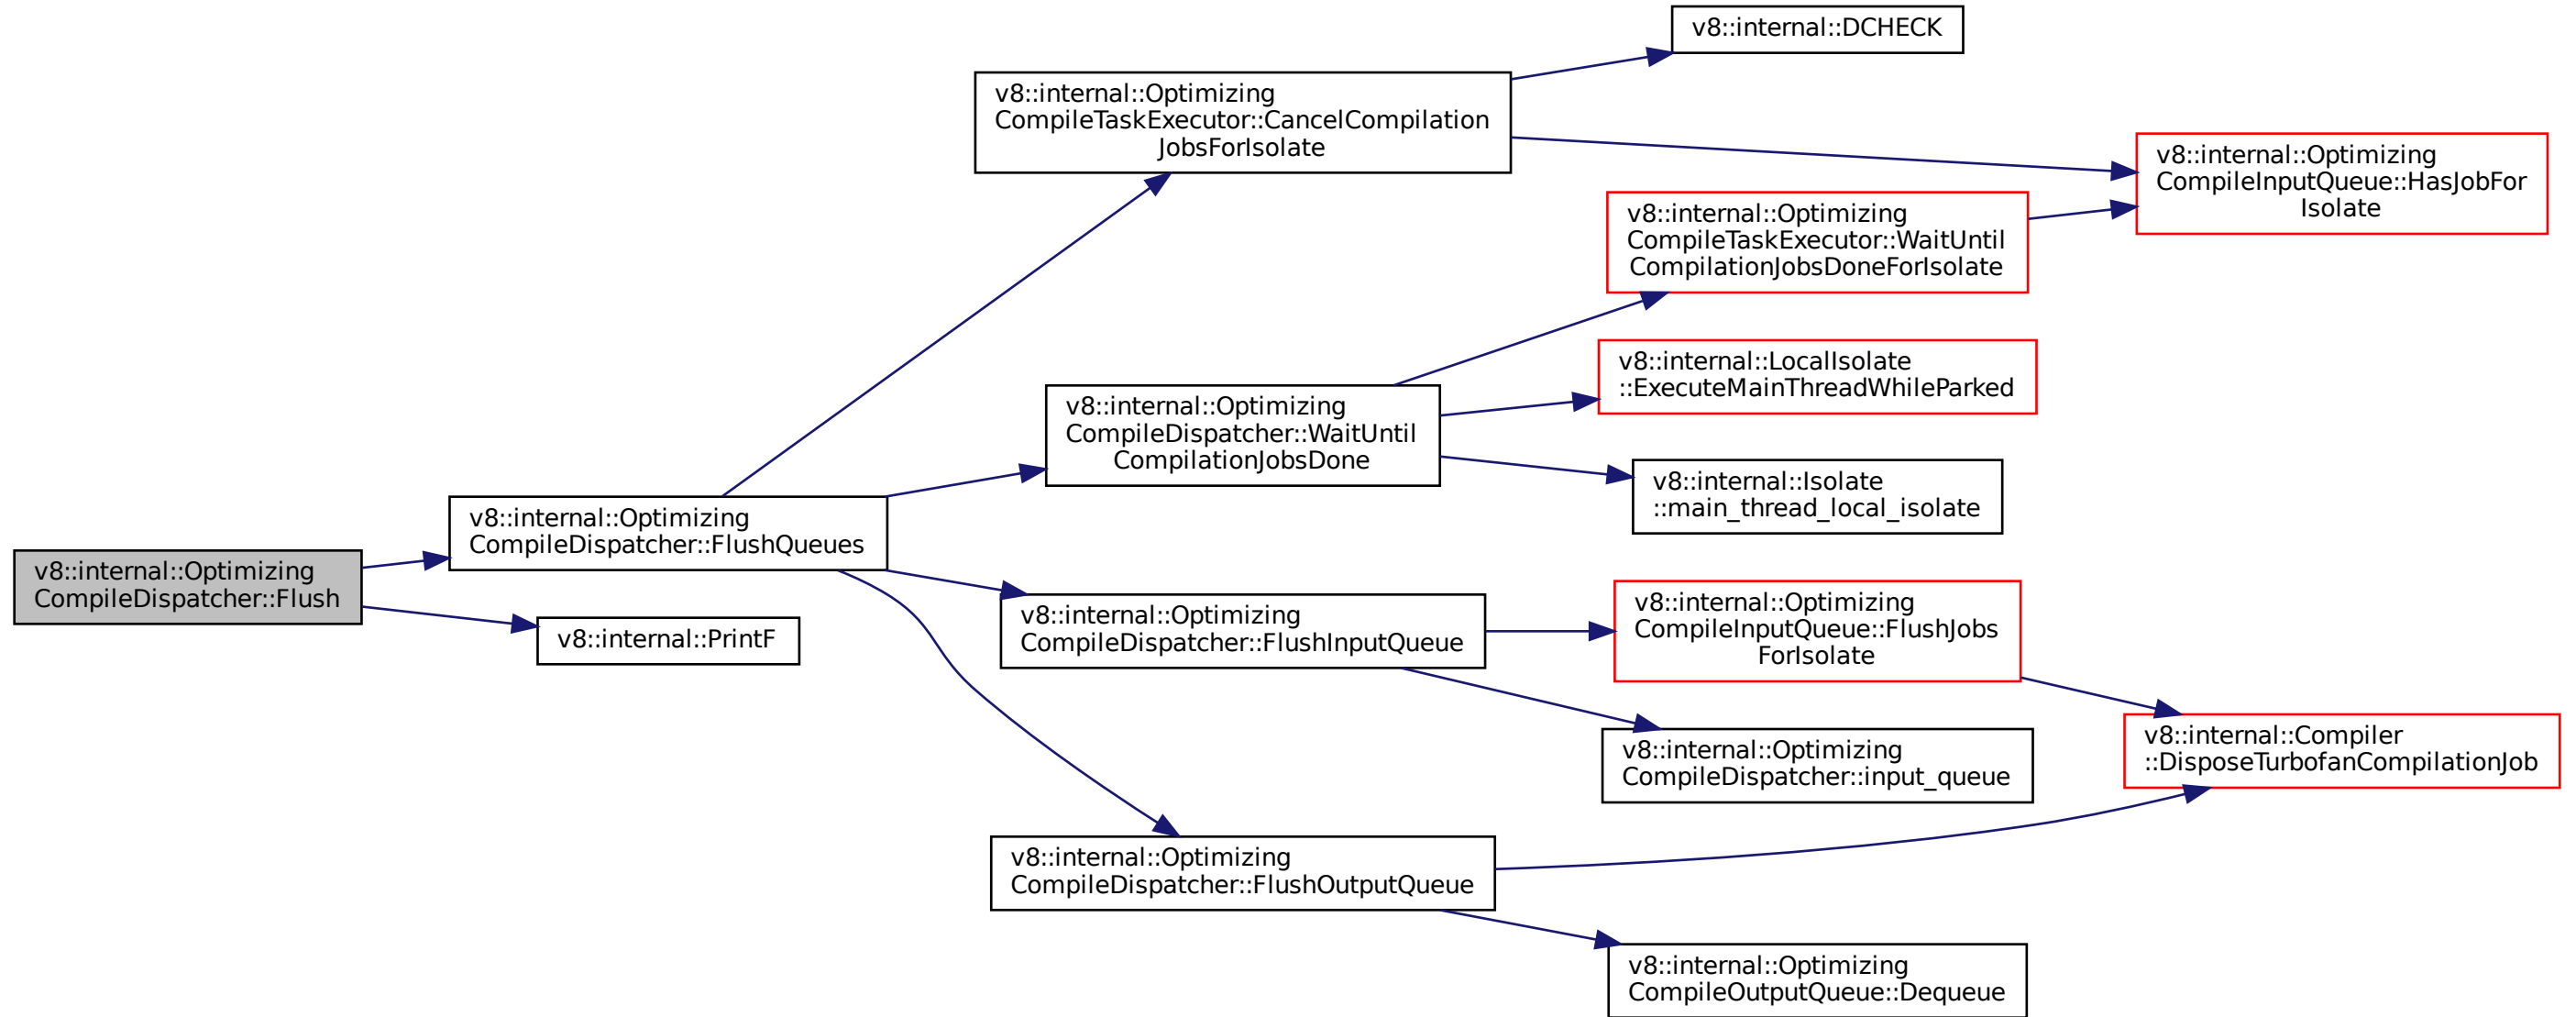 v8::internal::Optimizing
CompileDispatcher::Flush
v8::internal::Optimizing
CompileDispatcher::FlushQueues
v8::internal::PrintF
v8::internal::Optimizing
CompileTaskExecutor::CancelCompilation
JobsForIsolate
v8::internal::Optimizing
CompileDispatcher::WaitUntil
CompilationJobsDone
v8::internal::Optimizing
CompileDispatcher::FlushInputQueue
v8::internal::Optimizing
CompileDispatcher::FlushOutputQueue
v8::internal::DCHECK
v8::internal::Optimizing
CompileTaskExecutor::WaitUntil
CompilationJobsDoneForIsolate
v8::internal::LocalIsolate
::ExecuteMainThreadWhileParked
v8::internal::Isolate
::main_thread_local_isolate
v8::internal::Optimizing
CompileInputQueue::FlushJobs
ForIsolate
v8::internal::Optimizing
CompileDispatcher::input_queue
v8::internal::Optimizing
CompileOutputQueue::Dequeue
v8::internal::Optimizing
CompileInputQueue::HasJobFor
Isolate
v8::internal::Compiler
::DisposeTurbofanCompilationJob